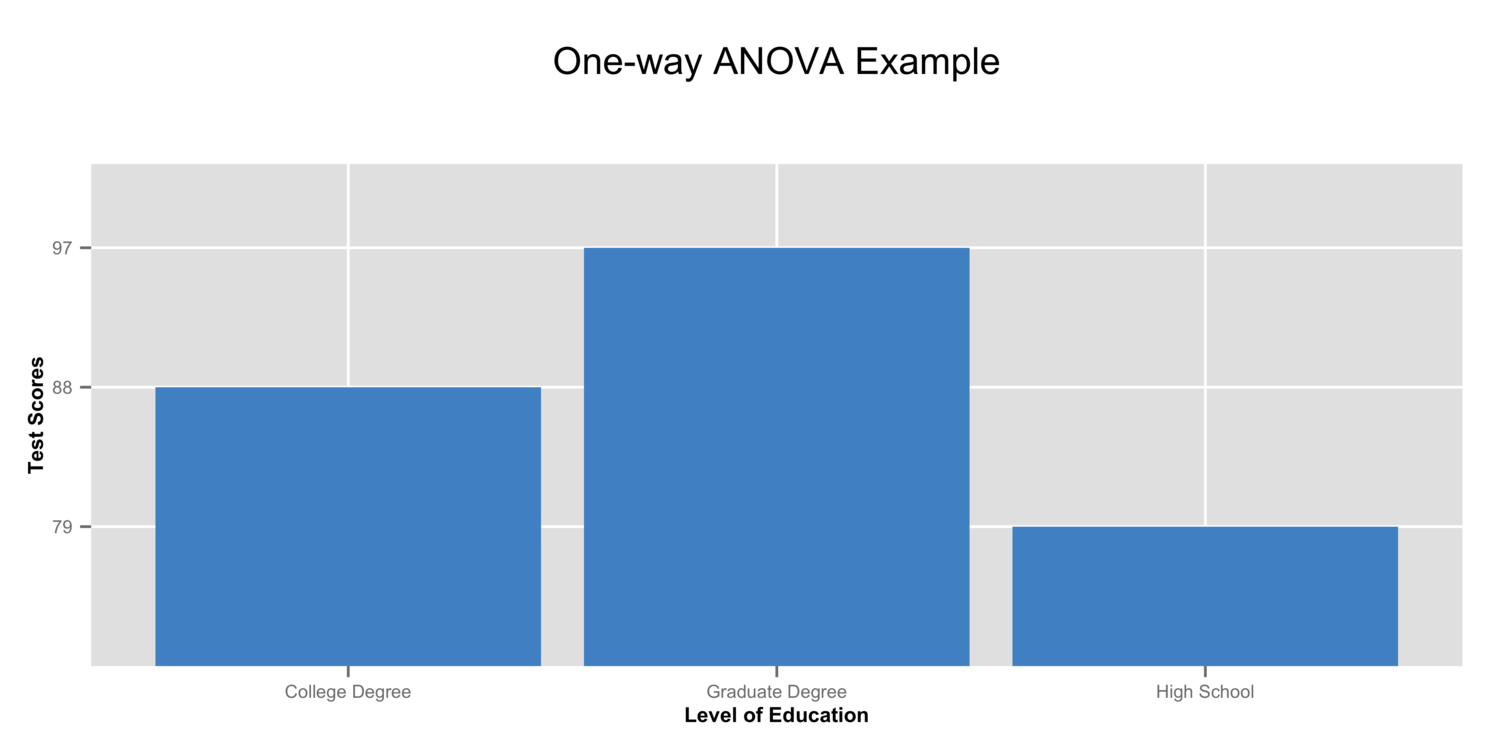 One-way ANOVA Example
97
88
79
Test Scores
College Degree
Graduate Degree
High School
Level of Education